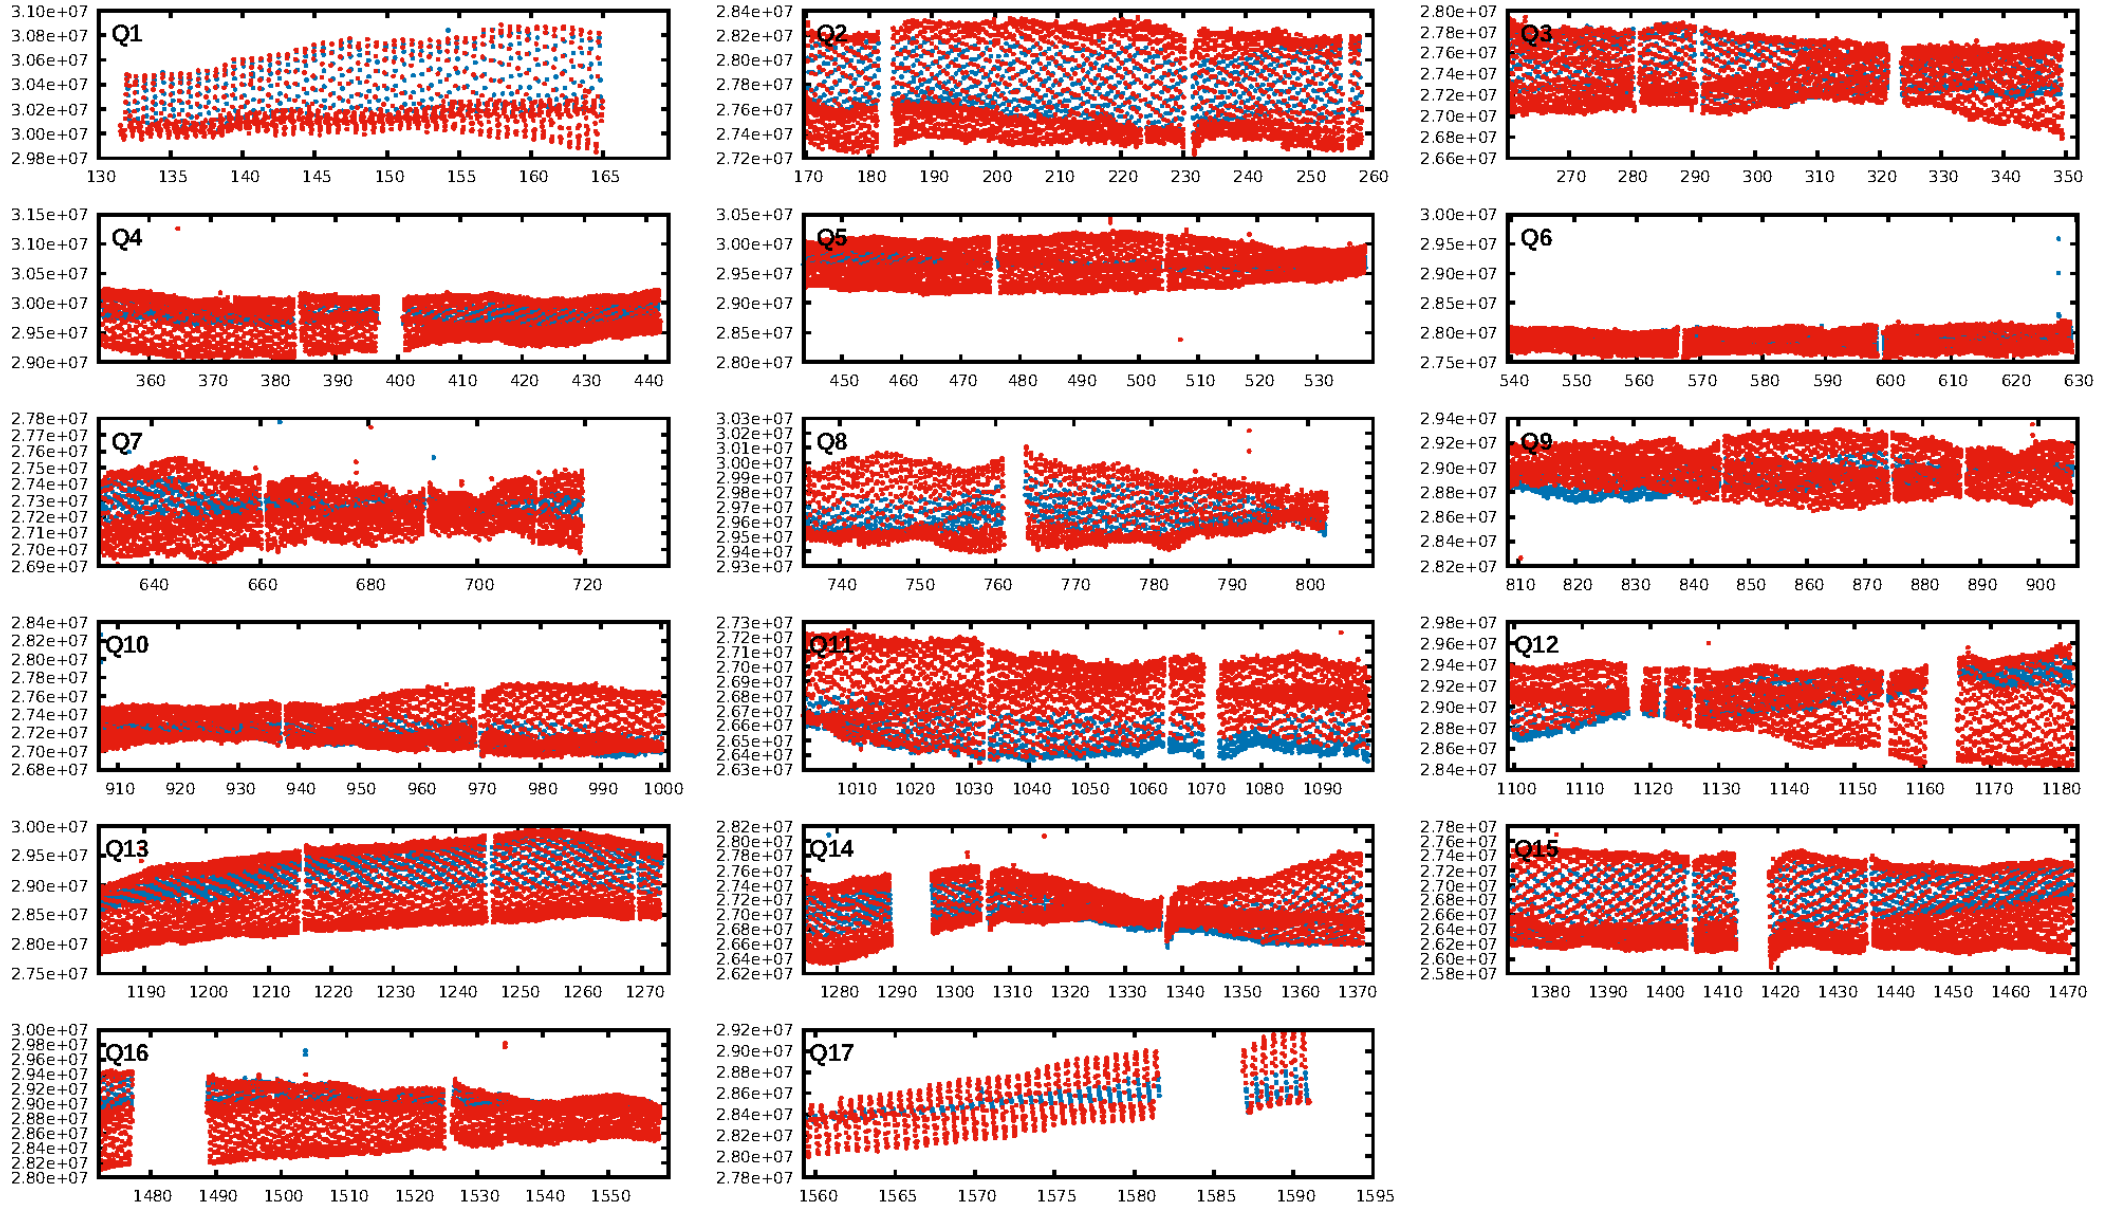 3.10e+07
3.08e+07
3.06e+07
3.04e+07
3.02e+07
3.00e+07
2.98e+07
Q1
130 135 140 145 150 155 160 165
2.84e+07
2.82e+07
2.80e+07
2.78e+07
2.76e+07
2.74e+07
2.72e+07
Q2
170 180 190 200 210 220 230 240 250 260
2.80e+07
2.78e+07
2.76e+07
2.74e+07
2.72e+07
2.70e+07
2.68e+07
2.66e+07
Q3
270 280 290 300 310 320 330 340 350
3.15e+07
3.10e+07
3.05e+07
3.00e+07
2.95e+07
2.90e+07
Q4
360 370 380 390 400 410 420 430 440
3.05e+07
3.00e+07
2.95e+07
2.90e+07
2.85e+07
2.80e+07
Q5
450 460 470 480 490 500 510 520 530
3.00e+07
2.95e+07
2.90e+07
2.85e+07
2.80e+07
2.75e+07
Q6
540 550 560 570 580 590 600 610 620 630
2.78e+07
2.77e+07
2.76e+07
2.75e+07
2.74e+07
2.73e+07
2.72e+07
2.71e+07
2.70e+07
2.69e+07
Q7
640 660 680 700 720
3.03e+07
3.02e+07
3.01e+07
3.00e+07
2.99e+07
2.98e+07
2.97e+07
2.96e+07
2.95e+07
2.94e+07
2.93e+07
Q8
740 750 760 770 780 790 800
2.94e+07
2.92e+07
2.90e+07
2.88e+07
2.86e+07
2.84e+07
2.82e+07
Q9
810 820 830 840 850 860 870 880 890 900
2.84e+07
2.82e+07
2.80e+07
2.78e+07
2.76e+07
2.74e+07
2.72e+07
2.70e+07
2.68e+07
Q10
910 920 930 940 950 960 970 980 990 1000
2.73e+07
2.72e+07
2.71e+07
2.70e+07
2.69e+07
2.68e+07
2.67e+07
2.66e+07
2.65e+07
2.64e+07
2.63e+07
Q11
1010 1020 1030 1040 1050 1060 1070 1080 1090
2.98e+07
2.96e+07
2.94e+07
2.92e+07
2.90e+07
2.88e+07
2.86e+07
2.84e+07
Q12
1100 1110 1120 1130 1140 1150 1160 1170 1180
3.00e+07
2.95e+07
2.90e+07
2.85e+07
2.80e+07
2.75e+07
Q13
1190 1200 1210 1220 1230 1240 1250 1260 1270
2.82e+07
2.80e+07
2.78e+07
2.76e+07
2.74e+07
2.72e+07
2.70e+07
2.68e+07
2.66e+07
2.64e+07
2.62e+07
Q14
1280 1290 1300 1310 1320 1330 1340 1350 1360 1370
2.78e+07
2.76e+07
2.74e+07
2.72e+07
2.70e+07
2.68e+07
2.66e+07
2.64e+07
2.62e+07
2.60e+07
2.58e+07
Q15
1380 1390 1400 1410 1420 1430 1440 1450 1460 1470
3.00e+07
2.98e+07
2.96e+07
2.94e+07
2.92e+07
2.90e+07
2.88e+07
2.86e+07
2.84e+07
2.82e+07
2.80e+07
Q16
1480 1490 1500 1510 1520 1530 1540 1550
2.92e+07
2.90e+07
2.88e+07
2.86e+07
2.84e+07
2.82e+07
2.80e+07
2.78e+07
Q17
1560 1565 1570 1575 1580 1585 1590 1595